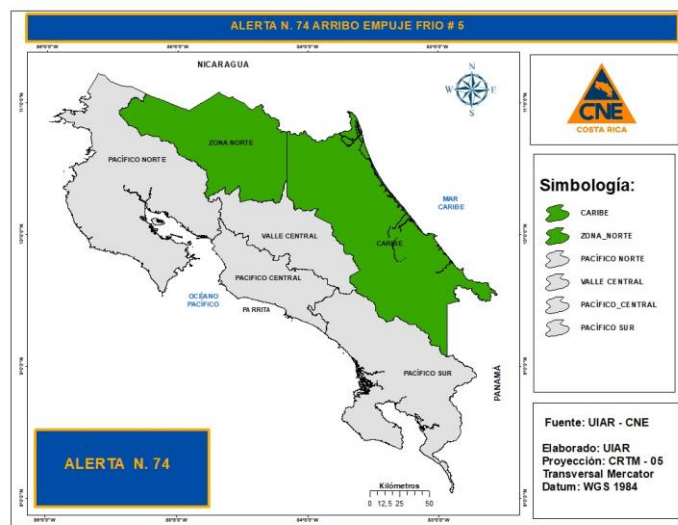 ALERTA N. 74 ARRIBO EMPUJE FRIO # 5
NICARAGUA
N
W E
S
PACÍFICO NORTE
ZONA NORTE
MAR
CARIBE
VALLE CENTRAL
CARIBE
PACIFICO CENTRAL
OCÉANO
PACÍFICO
PARRITA
PACÍFICO SUR
PANAMÁ
ALERTA N. 74
Kilómetros
0 12,5 25 50
CNE
COSTA RICA
Simbología:
CARIBE
ZONA_NORTE
PACÍFICO NORTE
VALLE CENTRAL
PACÍFICO_CENTRAL
PACÍFICO SUR
Fuente: UIAR - CNE
Elaborado: UIAR
Proyección: CRTM - 05
Transversal Mercator
Datum: WGS 1984